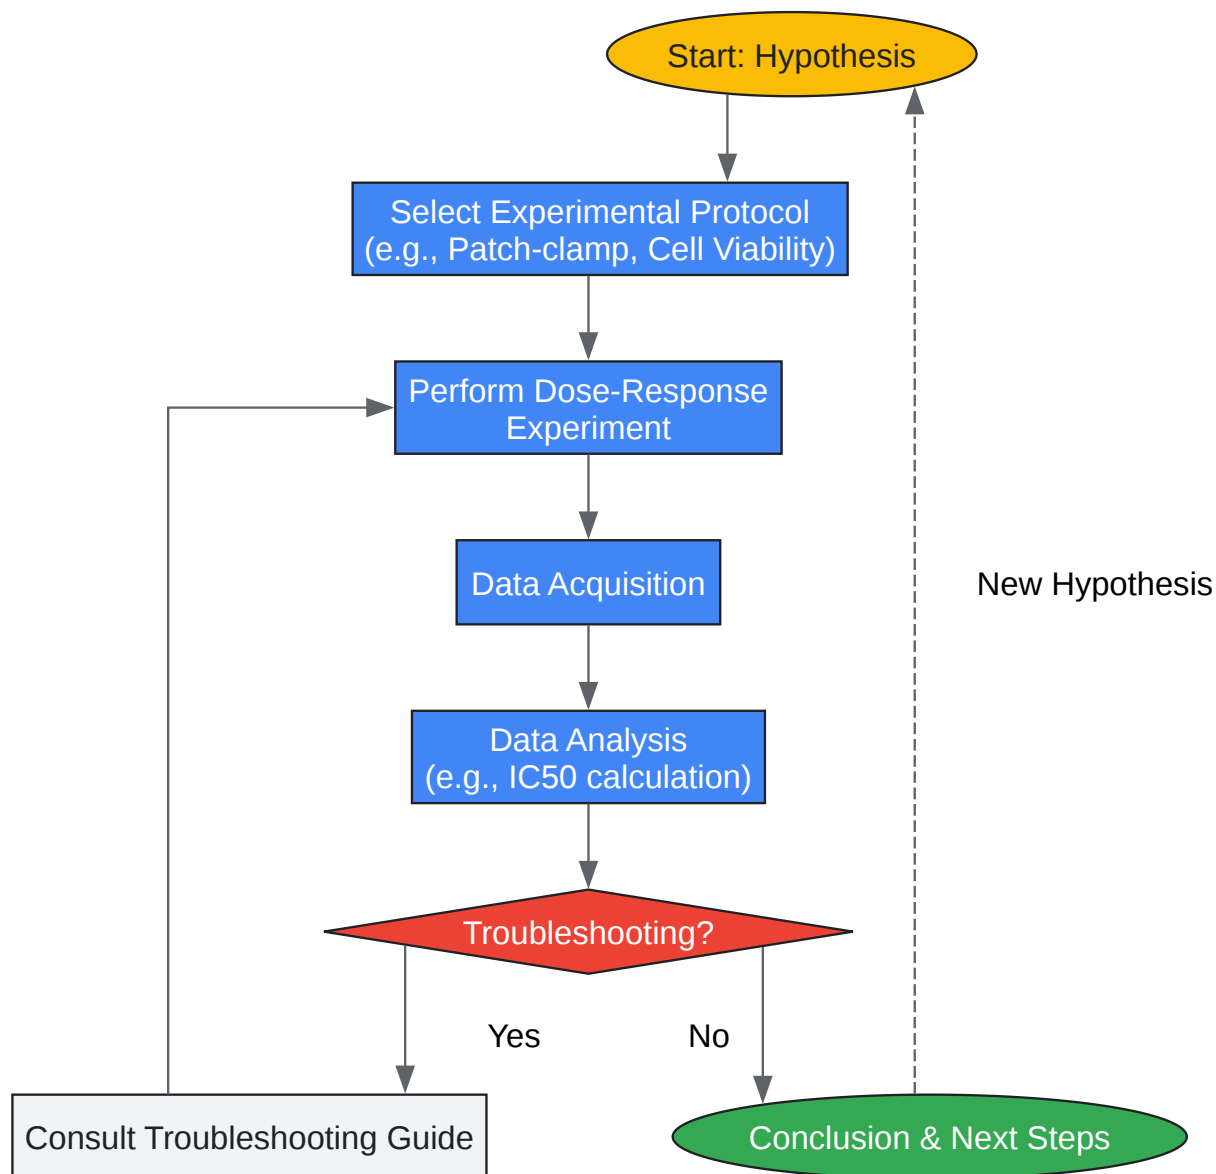 Start: Hypothesis
Select Experimental Protocol
(e.g., Patch-clamp, Cell Viability)
Perform Dose-Response
Experiment
Data Acquisition
New Hypothesis
Data Analysis
(e.g., IC50 calculation)
Troubleshooting?
Yes
No
Consult Troubleshooting Guide
Conclusion & Next Steps